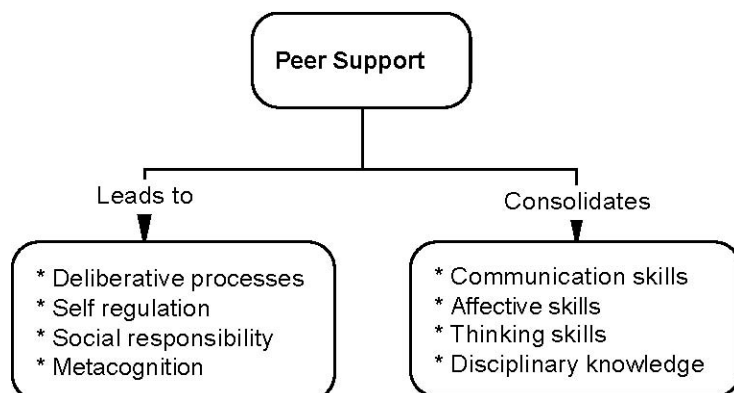 Peer Support
Leads to
Consolidates
* Deliberative processes
* Self regulation
* Social responsibility
* Metacognition
* Communication skills
* Affective skills
* Thinking skills
* Disciplinary knowledge